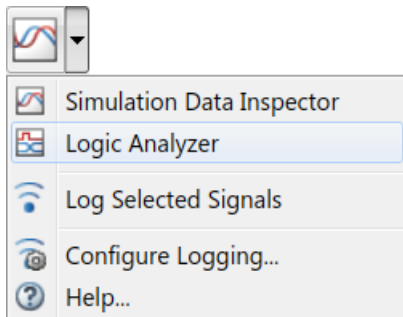 Simulation Data Inspector
Logic Analyzer
Log Selected Signals
Configure Logging...
Help...